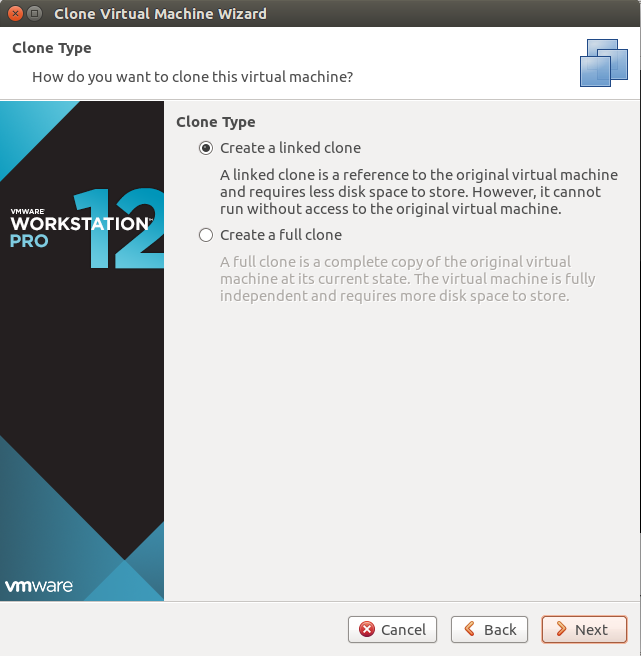 Clone Virtual Machine Wizard
Clone Type
How do you want to clone this virtual machine?
VMWARE®
WORKSTATION™
PRO
12
vmware
Clone Type
Create a linked clone
A linked clone is a reference to the original virtual machine
and requires less disk space to store. However, it cannot
run without access to the original virtual machine.
Create a full clone
A full clone is a complete copy of the original virtual
machine at its current state. The virtual machine is fully
independent and requires more disk space to store.
Cancel
Back
Next